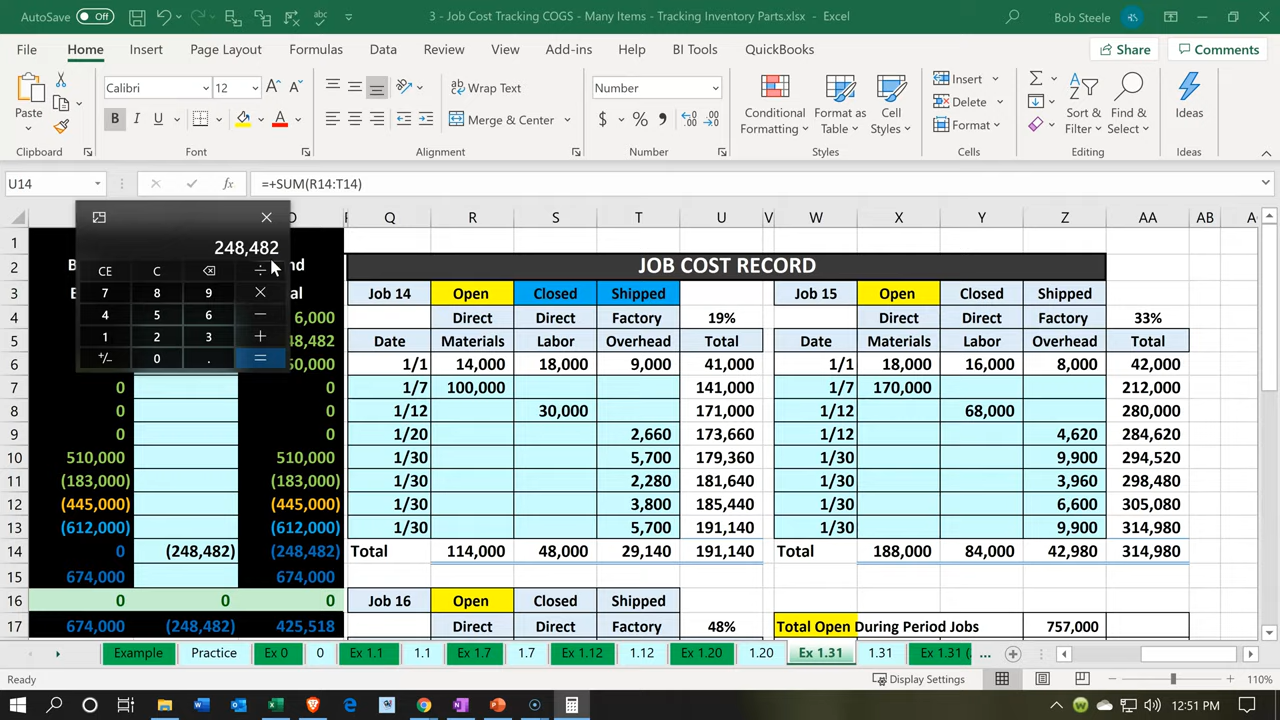 AutoSave Off 3 - Job Cost Tracking COGS - Many Items - Tracking Inventory Parts.xlsx - Excel Bob Steele
File Home Insert Page Layout Formulas Data Review View Add-ins Help BI Tools QuickBooks Share Comments
Paste Calibri 12 Wrap Text Number Conditional Formatting Format as Table Cell Styles Insert Σ Sort & Filter Find & Select Ideas
B I U A Merge & Center $ % , Delete
Format
Clipboard Font Alignment Number Styles Cells Editing Ideas
U14 fx =+SUM(R14:T14)
Q R S T U V W X Y Z AA AB
248,482
CE C ÷
7 8 9 ×
4 5 6 −
1 2 3 +
+/− 0 . =
1
2 B nd JOB COST RECORD
3 E al Job 14 Open Closed Shipped Job 15 Open Closed Shipped
4 6,000 Direct Direct Factory 19% Direct Direct Factory 33%
5 48,482 Date Materials Labor Overhead Total Date Materials Labor Overhead Total
6 50,000 1/1 14,000 18,000 9,000 41,000 1/1 18,000 16,000 8,000 42,000
7 0 0 1/7 100,000 141,000 1/7 170,000 212,000
8 0 0 1/12 30,000 171,000 1/12 68,000 280,000
9 0 0 1/20 2,660 173,660 1/12 4,620 284,620
10 510,000 510,000 1/30 5,700 179,360 1/30 9,900 294,520
11 (183,000) (183,000) 1/30 2,280 181,640 1/30 3,960 298,480
12 (445,000) (445,000) 1/30 3,800 185,440 1/30 6,600 305,080
13 (612,000) (612,000) 1/30 5,700 191,140 1/30 9,900 314,980
14 0 (248,482) (248,482) Total 114,000 48,000 29,140 191,140 Total 188,000 84,000 42,980 314,980
15 674,000 674,000
16 0 0 0 Job 16 Open Closed Shipped
17 674,000 (248,482) 425,518 Direct Direct Factory 48% Total Open During Period Jobs 757,000
Example Practice Ex 0 0 Ex 1.1 1.1 Ex 1.7 1.7 Ex 1.12 1.12 Ex 1.20 1.20 Ex 1.31 1.31 Ex 1.31 ( ...
Ready Display Settings 110%
12:51 PM